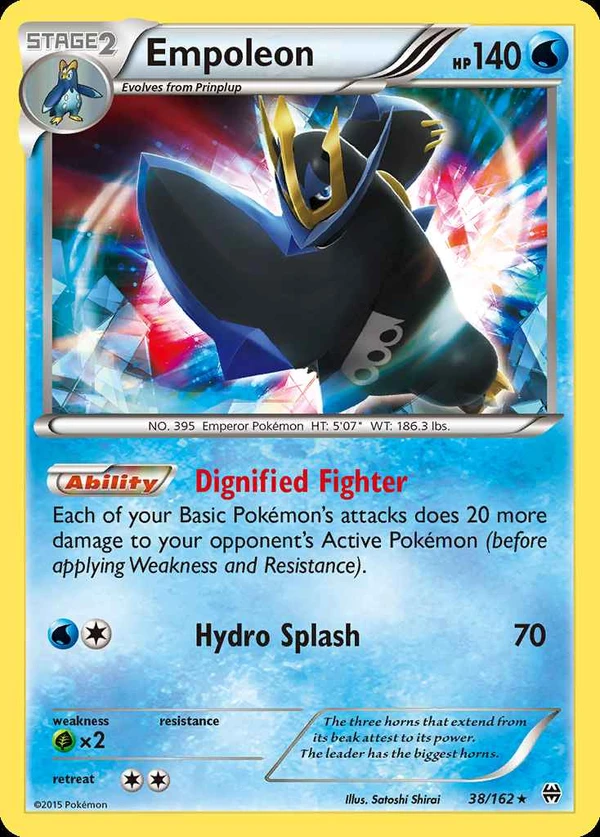 STAGE2
Empoleon
HP140
Evolves from Prinplup
NO. 395 Emperor Pokémon HT: 5'07" WT: 186.3 lbs.
Ability Dignified Fighter
Each of your Basic Pokémon's attacks does 20 more
damage to your opponent's Active Pokémon (before
applying Weakness and Resistance).
Hydro Splash 70
weakness resistance
×2
retreat
The three horns that extend from
its beak attest to its power.
The leader has the biggest horns.
©2015 Pokémon
Illus. Satoshi Shirai
38/162 ★